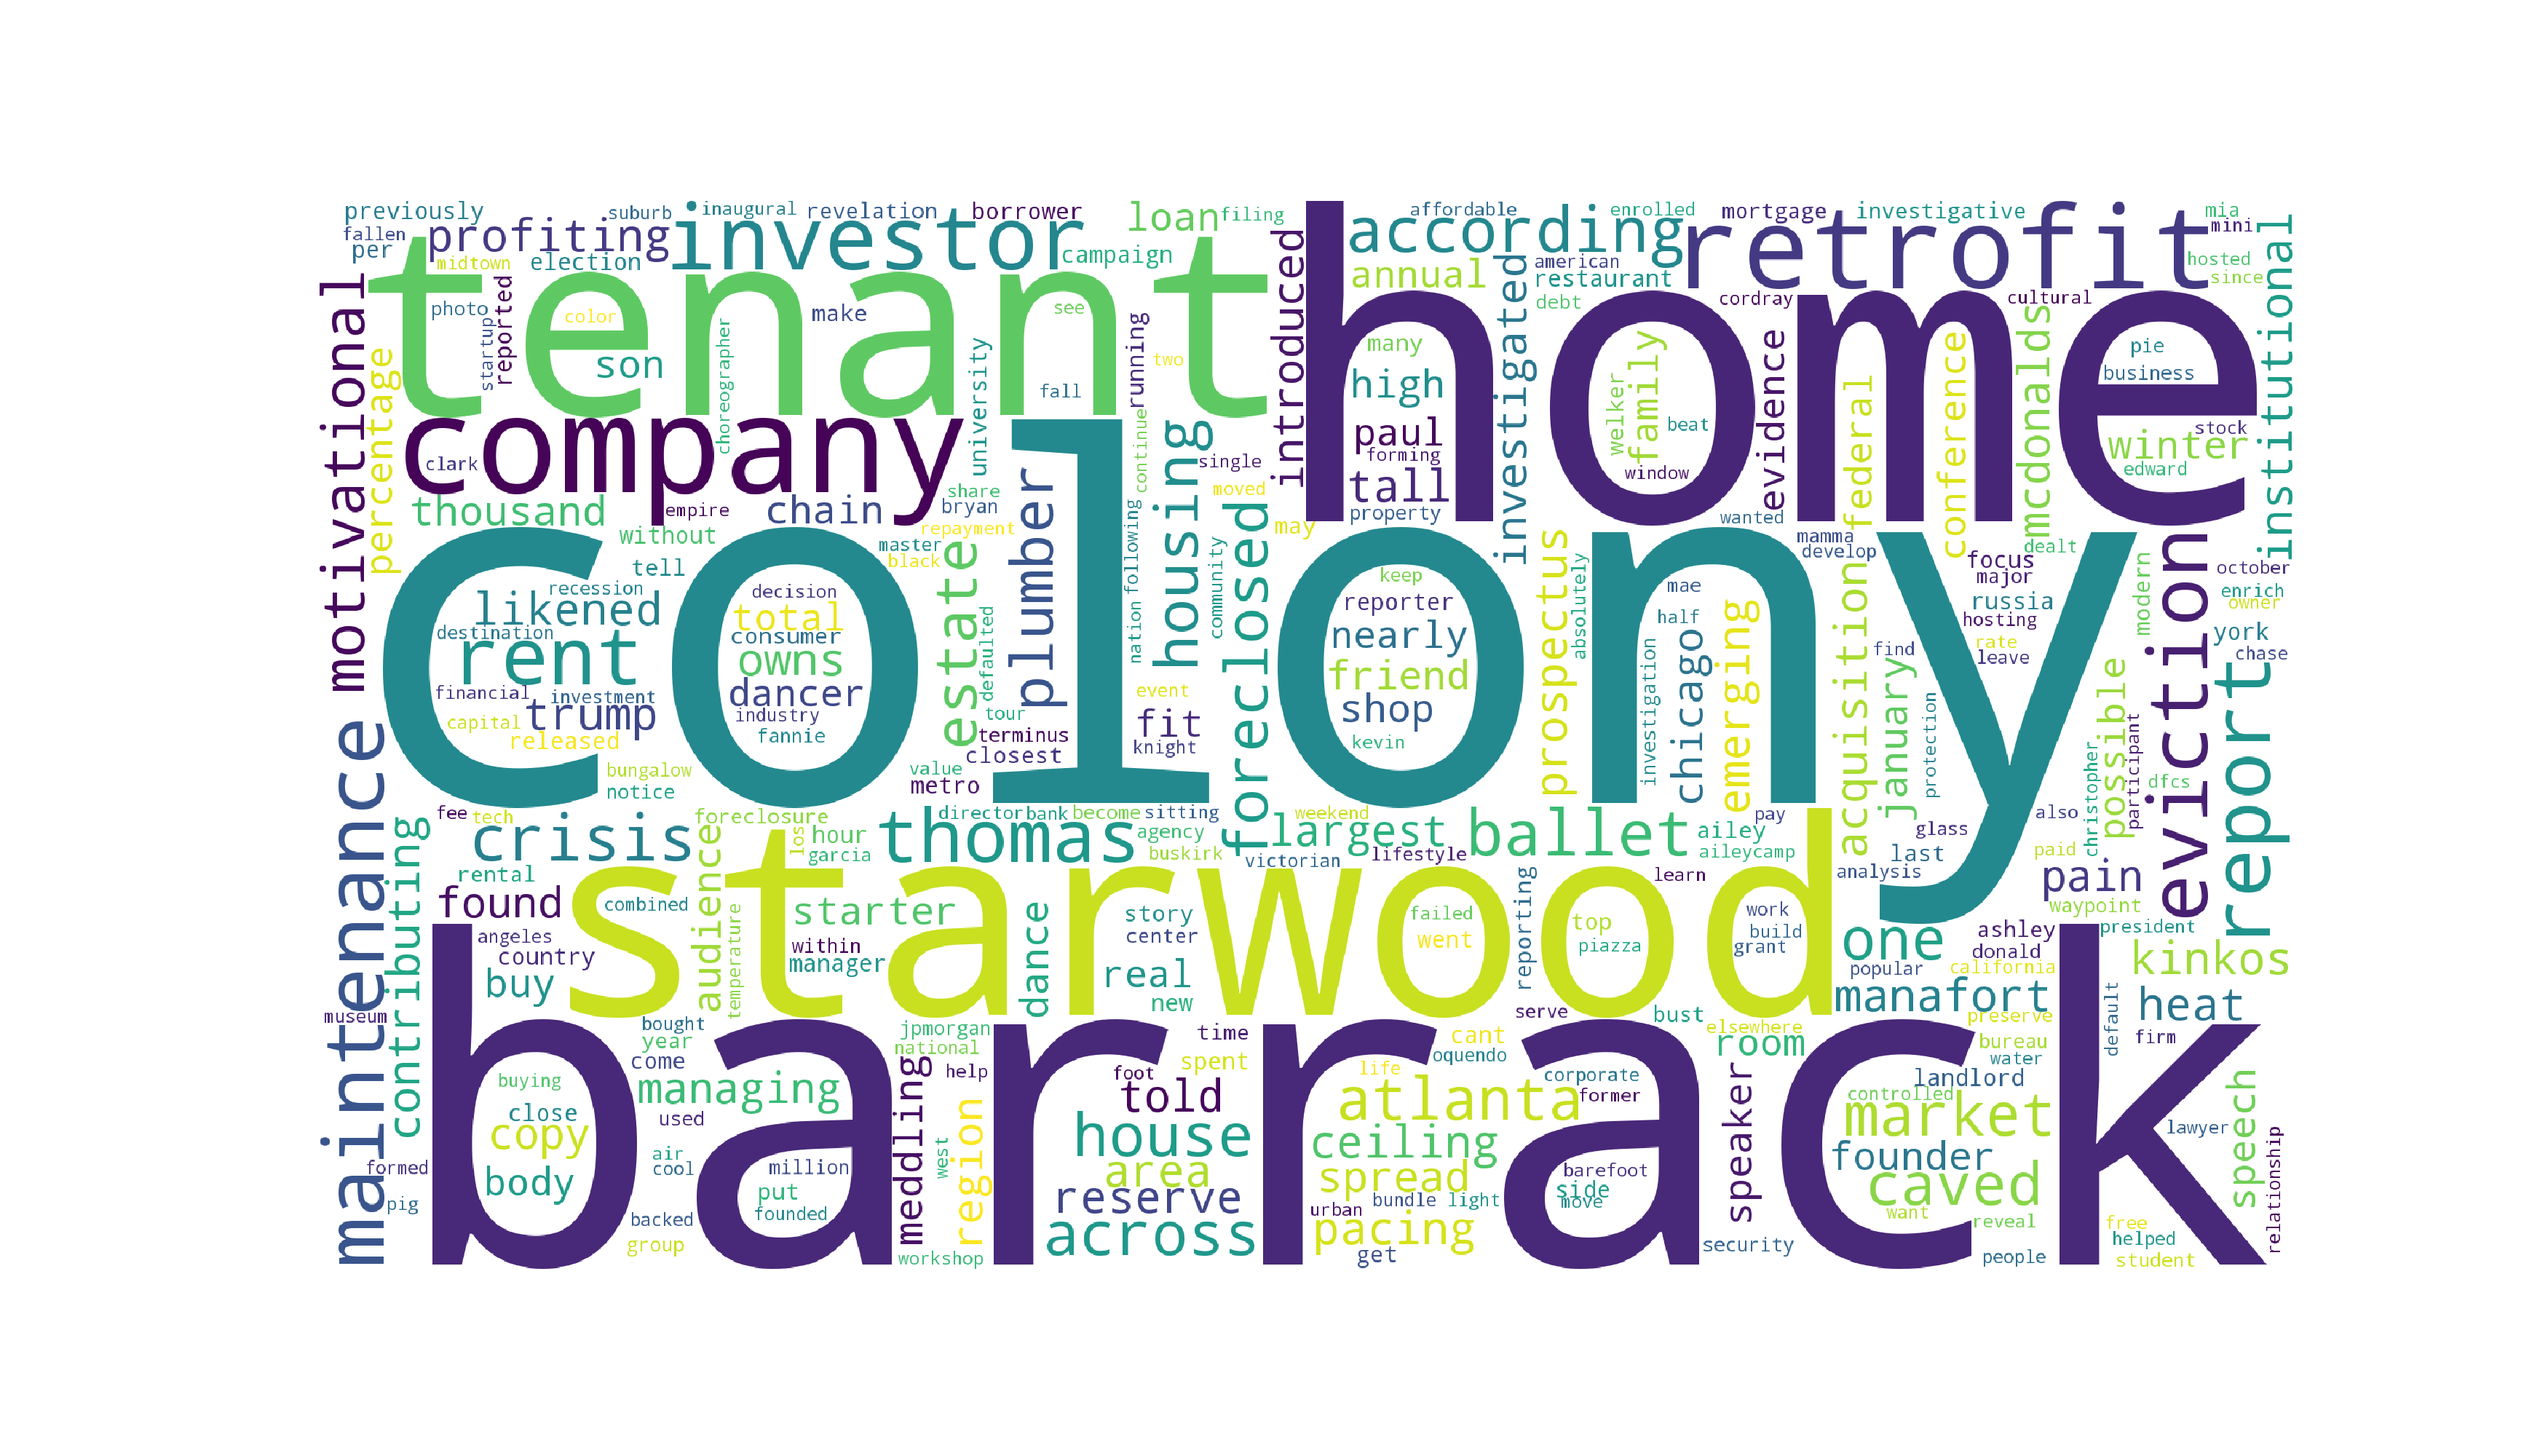 previously
suburb
inaugural
revelation
borrower
loan
filing
affordable
enrolled
mortgage
investigative
mia
fallen
profiting
investor
according
retrofit
mini
per
midtown
election
campaign
tenant
home
annual
american
restaurant
hosted
since
institutional
motivational
percentage
photo
startup
reported
color
son
choreographer
make
see
university
fall
running
two
introduced
debt
many
high
investigated
cordray
cultural
welker
family
beat
evidence
federal
conference
mcdonalds
pie
business
company
clark
continue
single
paul
forming
tall
window
winter
stock
edward
thousand
empire
chain
share
bryan
plumber
housing
moved
property
wanted
mamma
develop
dealt
without
repayment
may
colony
tell
master
black
estate
following
nation
community
foreclosed
prospectus
absolutely
keep
reporter
nearly
friend
shop
kevin
mae
half
focus
major
russia
hosting
modern
october
enrich
owner
recession
likened
decision
total
consumer
owns
dancer
industry
fannie
destination
rent
defaulted
investigation
chicago
emerging
acquisition
find
rate
leave
eviction
york
chase
report
financial
investment
trump
capital
released
tour
terminus
closest
event
fit
knight
january
protection
possible
christopher
participant
dfcs
bungalow
notice
value
metro
fee
tech
foreclosure
director
bank
become
sitting
weekend
pay
also
maintenance
contributing
crisis
audience
los
hour
garcia
thomas
agency
buskirk
largest
victorian
lifestyle
ballet
ailey
aileycamp
glass
last
paid
analysis
rental
starwood
learn
pain
waypoint
found
combined
starter
dance
story
center
reporting
failed
went
top
piazza
work
build
grant
one
ashley
donald
president
angeles
country
temperature
within
manager
popular
california
kinkos
buy
real
new
manafort
heat
museum
bought
year
come
jpmorgan
national
time
spent
cant
oquendo
serve
bust
elsewhere
room
preserve
bureau
water
default
firm
barrack
buying
managing
meddling
help
foot
life
atlanta
corporate
former
speaker
landlord
controlled
speech
close
copy
used
told
house
ceiling
market
lawyer
body
formed
air
cool
million
west
region
area
spread
barefoot
founder
relationship
pig
put
founded
reserve
bundle
light
side
move
caved
backed
group
across
urban
pacing
want
reveal
free
helped
workshop
get
security
people
student